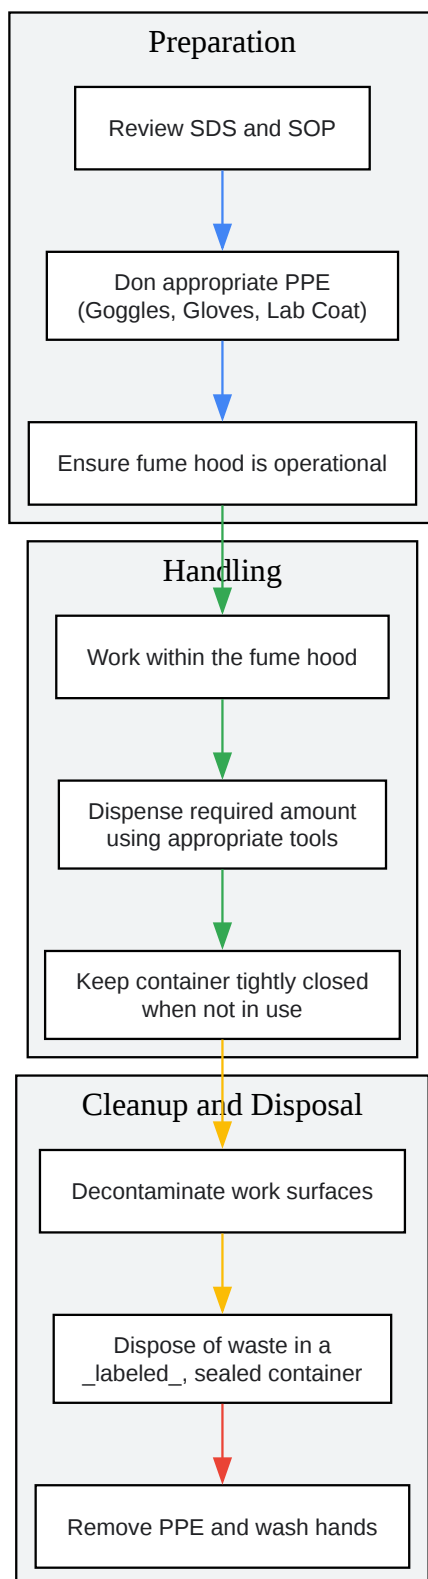 Preparation
Review SDS and SOP
Don appropriate PPE
(Goggles, Gloves, Lab Coat)
Ensure fume hood is operational
Handling
Work within the fume hood
Dispense required amount
using appropriate tools
Keep container tightly closed
when not in use
Cleanup and Disposal
Decontaminate work surfaces
Dispose of waste in a
_labeled_, sealed container
Remove PPE and wash hands